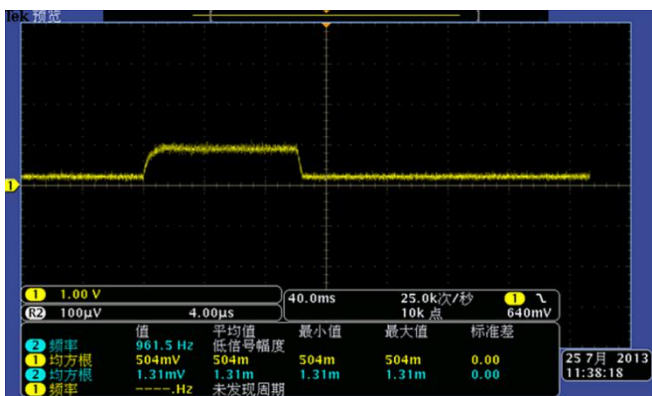 Tek 预览
1
1 1.00 V
R2 100μV 4.00μs
40.0ms 25.0k次/秒 1
10k 点 640mV
值 平均值 最小值 最大值 标准差
2 频率 961.5 Hz 低信号幅度
1 均方根 504mV 504m 504m 504m 0.00
2 均方根 1.31mV 1.31m 1.31m 1.31m 0.00
1 频率 ----.Hz 未发现周期
25 7月 2013
11:38:18